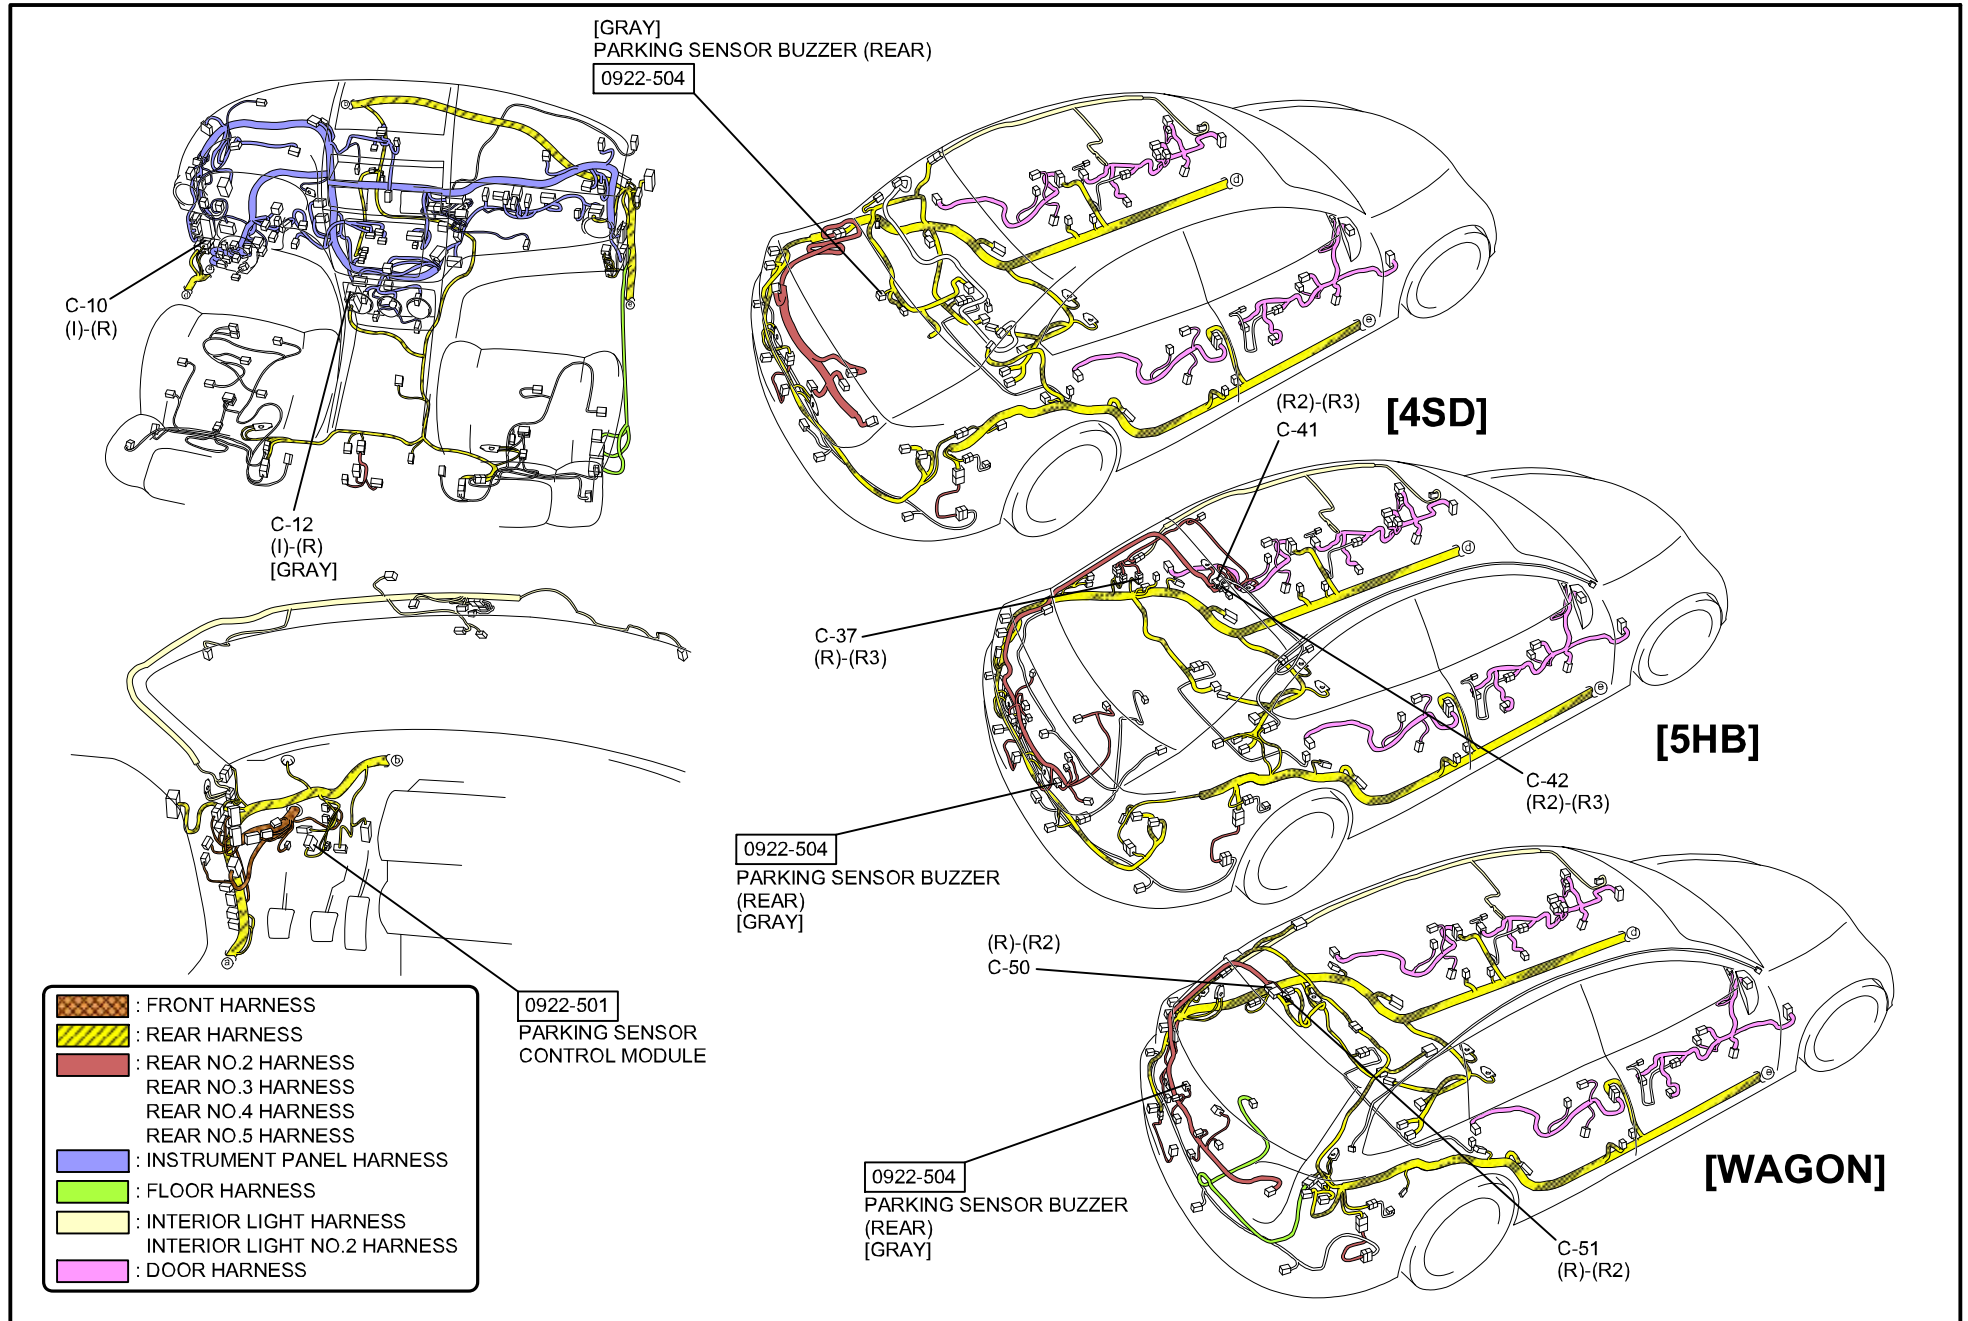 [GRAY]
PARKING SENSOR BUZZER (REAR)
0922-504
C-10
(I)-(R)
C-12
(I)-(R)
[GRAY]
(R2)-(R3)
C-41
[4SD]
C-37
(R)-(R3)
[5HB]
C-42
(R2)-(R3)
0922-504
PARKING SENSOR BUZZER
(REAR)
[GRAY]
(R)-(R2)
C-50
0922-501
PARKING SENSOR
CONTROL MODULE
: FRONT HARNESS
: REAR HARNESS
: REAR NO.2 HARNESS
REAR NO.3 HARNESS
REAR NO.4 HARNESS
REAR NO.5 HARNESS
: INSTRUMENT PANEL HARNESS
: FLOOR HARNESS
: INTERIOR LIGHT HARNESS
INTERIOR LIGHT NO.2 HARNESS
: DOOR HARNESS
0922-504
PARKING SENSOR BUZZER
(REAR)
[GRAY]
[WAGON]
C-51
(R)-(R2)